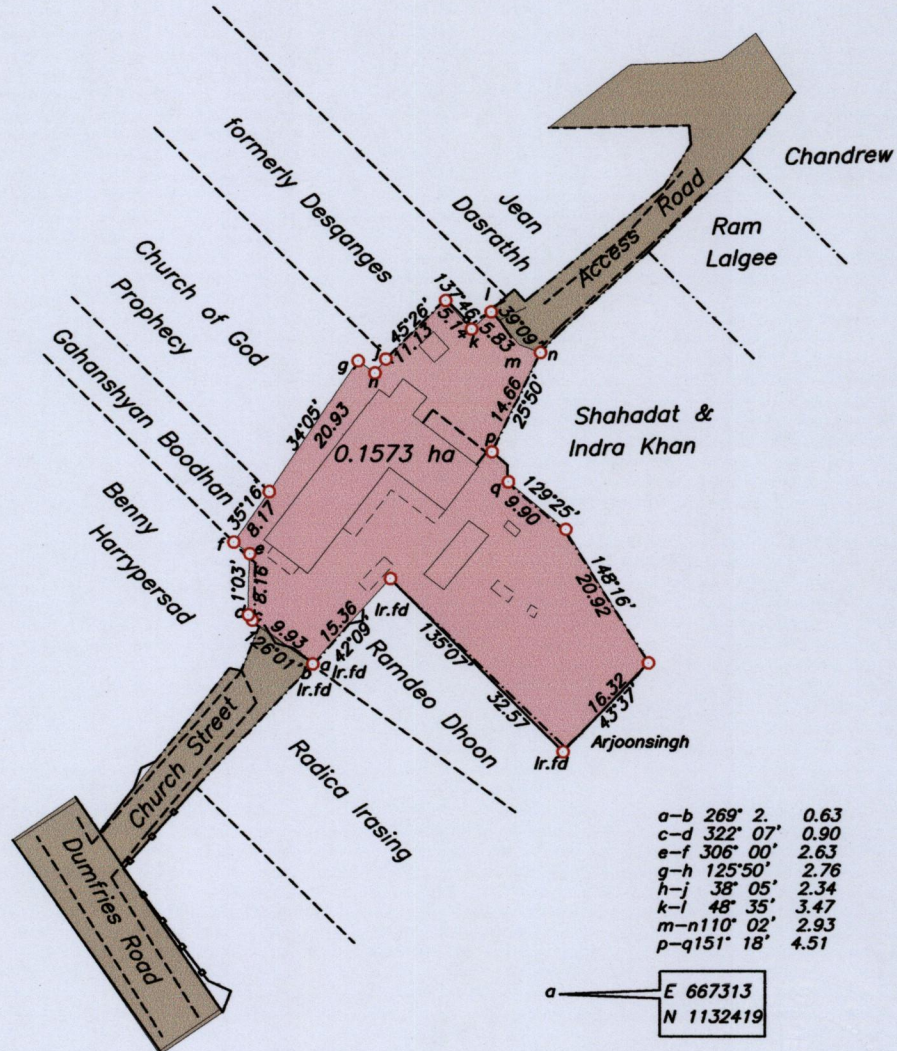 formerly Desqanges
Jean
Dasrathh
Access Road
Chandrew
Ram
Lalgee
Church of God
Prophecy
Gahanshyan Boodhan
Benny
Harrypersad
Shahadat &
Indra Khan
0.1573 ha
137°46'
5.14
45°26'
11.13
l
5.83
39°09'
k
m
n
j
g
h
34°05'
20.93
14.66
25°50'
p
q
129°25'
9.90
35°16'
8.17
f
e
1°03'
8.16
d
9.93
126°01'
15.36
42°09'
a
b
Ir.fd
Ir.fd
Ir.fd
148°16'
20.92
135°07'
32.57
16.32
43°37'
Ir.fd
Arjoonsingh
Ramdeo Dhoon
Radica Irasing
Church Street
Dumfries Road
a-b 269° 2. 0.63
c-d 322° 07' 0.90
e-f 306° 00' 2.63
g-h 125°50' 2.76
h-j 38° 05' 2.34
k-l 48° 35' 3.47
m-n110° 02' 2.93
p-q151° 18' 4.51
a
E 667313
N 1132419